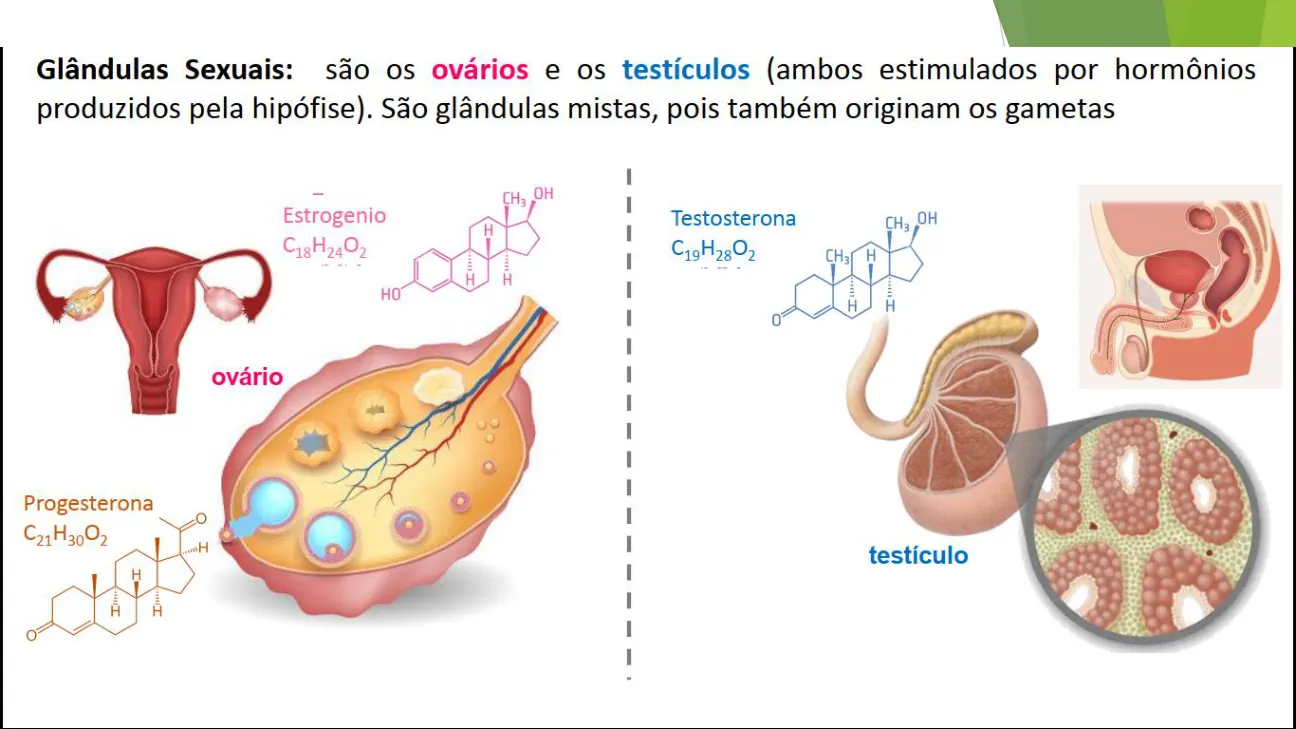 Glândulas Sexuais: são os ovários e os testículos (ambos estimulados por hormônios
produzidos pela hipófise). São glândulas mistas, pois também originam os gametas
Estrogenio
C₁₈H₂₄O₂
CH₃ OH
H
H H
HO
ovário
Progesterona
C₂₁H₃₀O₂
O
H
H
H H
O
Testosterona
C₁₉H₂₈O₂
CH₃ OH
CH₃ H
H H
O
testículo